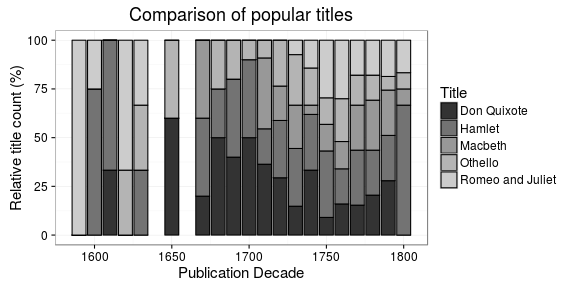 Comparison of popular titles
Relative title count (%)
100
75
50
25
0
1600
1650
1700
1750
1800
Publication Decade
Title
Don Quixote
Hamlet
Macbeth
Othello
Romeo and Juliet